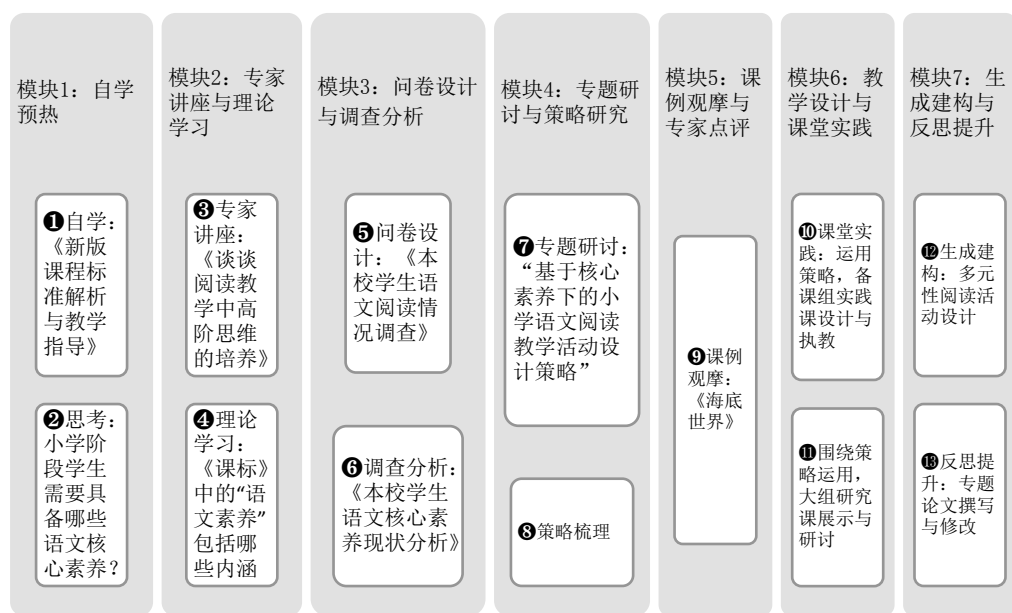 模块1：自学
预热
❶自学：
《新版
课程标
准解析
与教学
指导》
❷思考：
小学阶
段学生
需要具
备哪些
语文核
心素养？
模块2：专家
讲座与理论
学习
❸专家
讲座：
《谈谈
阅读教
学中高
阶思维
的培养》
❹理论
学习：
《课标》
中的“语
文素养”
包括哪
些内涵
模块3：问卷设计
与调查分析
❺问卷设
计：《本
校学生语
文阅读情
况调查》
❻调查分析：
《本校学生
语文核心素
养现状分析》
模块4：专题研
讨与策略研究
❼专题研讨：
“基于核心
素养下的小
学语文阅读
教学活动设
计策略”
❽策略梳理
模块5：课
例观摩与
专家点评
❾课例
观摩：
《海底
世界》
模块6：教
学设计与
课堂实践
❿课堂实
践：运用
策略，备
课组实践
课设计与
执教
⓫围绕策
略运用，
大组研究
课展示与
研讨
模块7：生
成建构与
反思提升
⓬生成建
构：多元
性阅读活
动设计
⓭反思提
升：专题
论文撰写
与修改